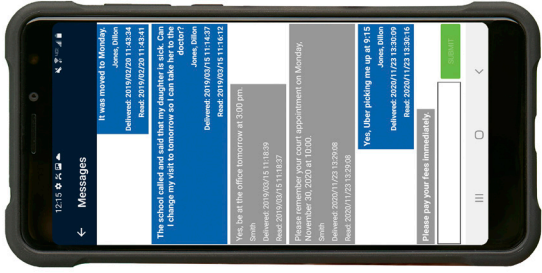 12:15
← Messages
It was moved to Monday.
Jones, Dillon
Delivered: 2019/02/20 11:43:34
Read: 2019/02/20 11:43:41
The school called and said that my daughter is sick. Can
I change my visit to tomorrow so I can take her to the
doctor?
Jones, Dillon
Delivered: 2019/03/15 11:14:37
Read: 2019/03/15 11:16:12
Yes, be at the office tomorrow at 3:00 pm.
Smith
Delivered: 2019/03/15 11:18:39
Read: 2019/03/15 11:18:37
Please remember your court appointment on Monday,
November 30, 2020 at 10:00.
Smith
Delivered: 2020/11/23 13:29:08
Read: 2020/11/23 13:29:08
Yes, Uber picking me up at 9:15
Jones, Dillon
Delivered: 2020/11/23 13:30:09
Read: 2020/11/23 13:30:16
Please pay your fees immediately.
SUBMIT